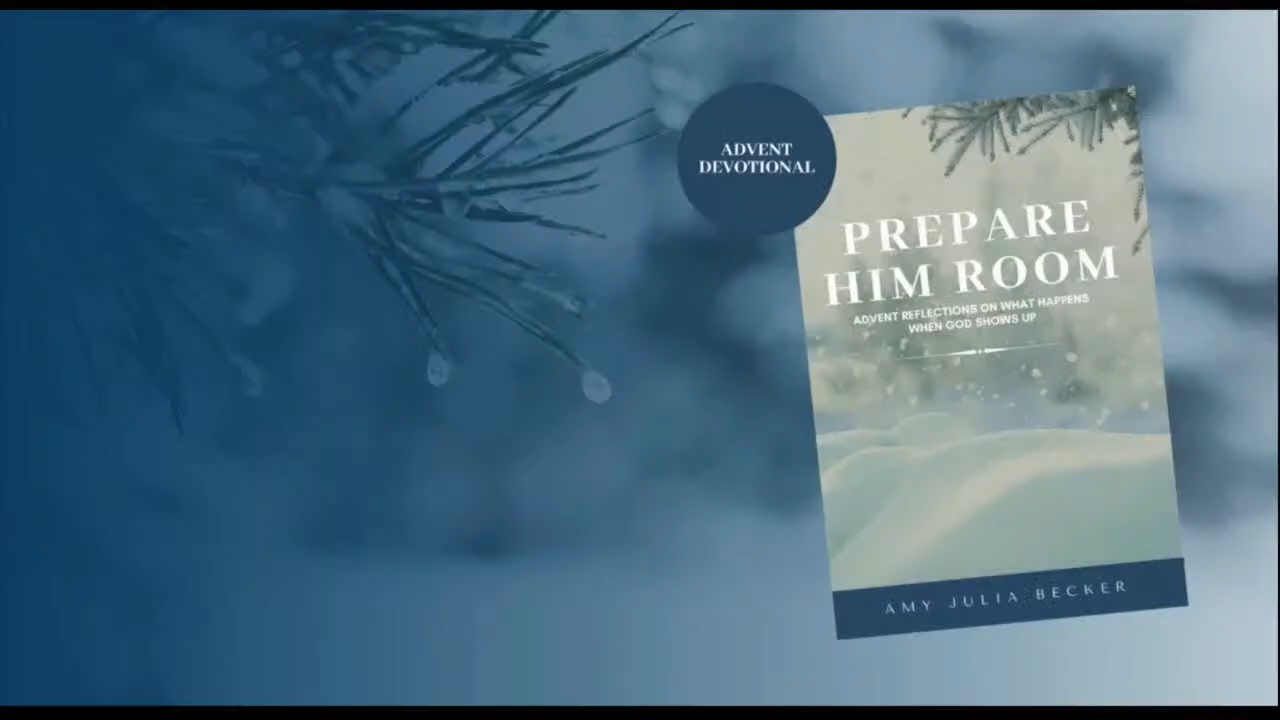 ADVENT
DEVOTIONAL
PREPARE
HIM ROOM
ADVENT REFLECTIONS ON WHAT HAPPENS
WHEN GOD SHOWS UP
AMY JULIA BECKER